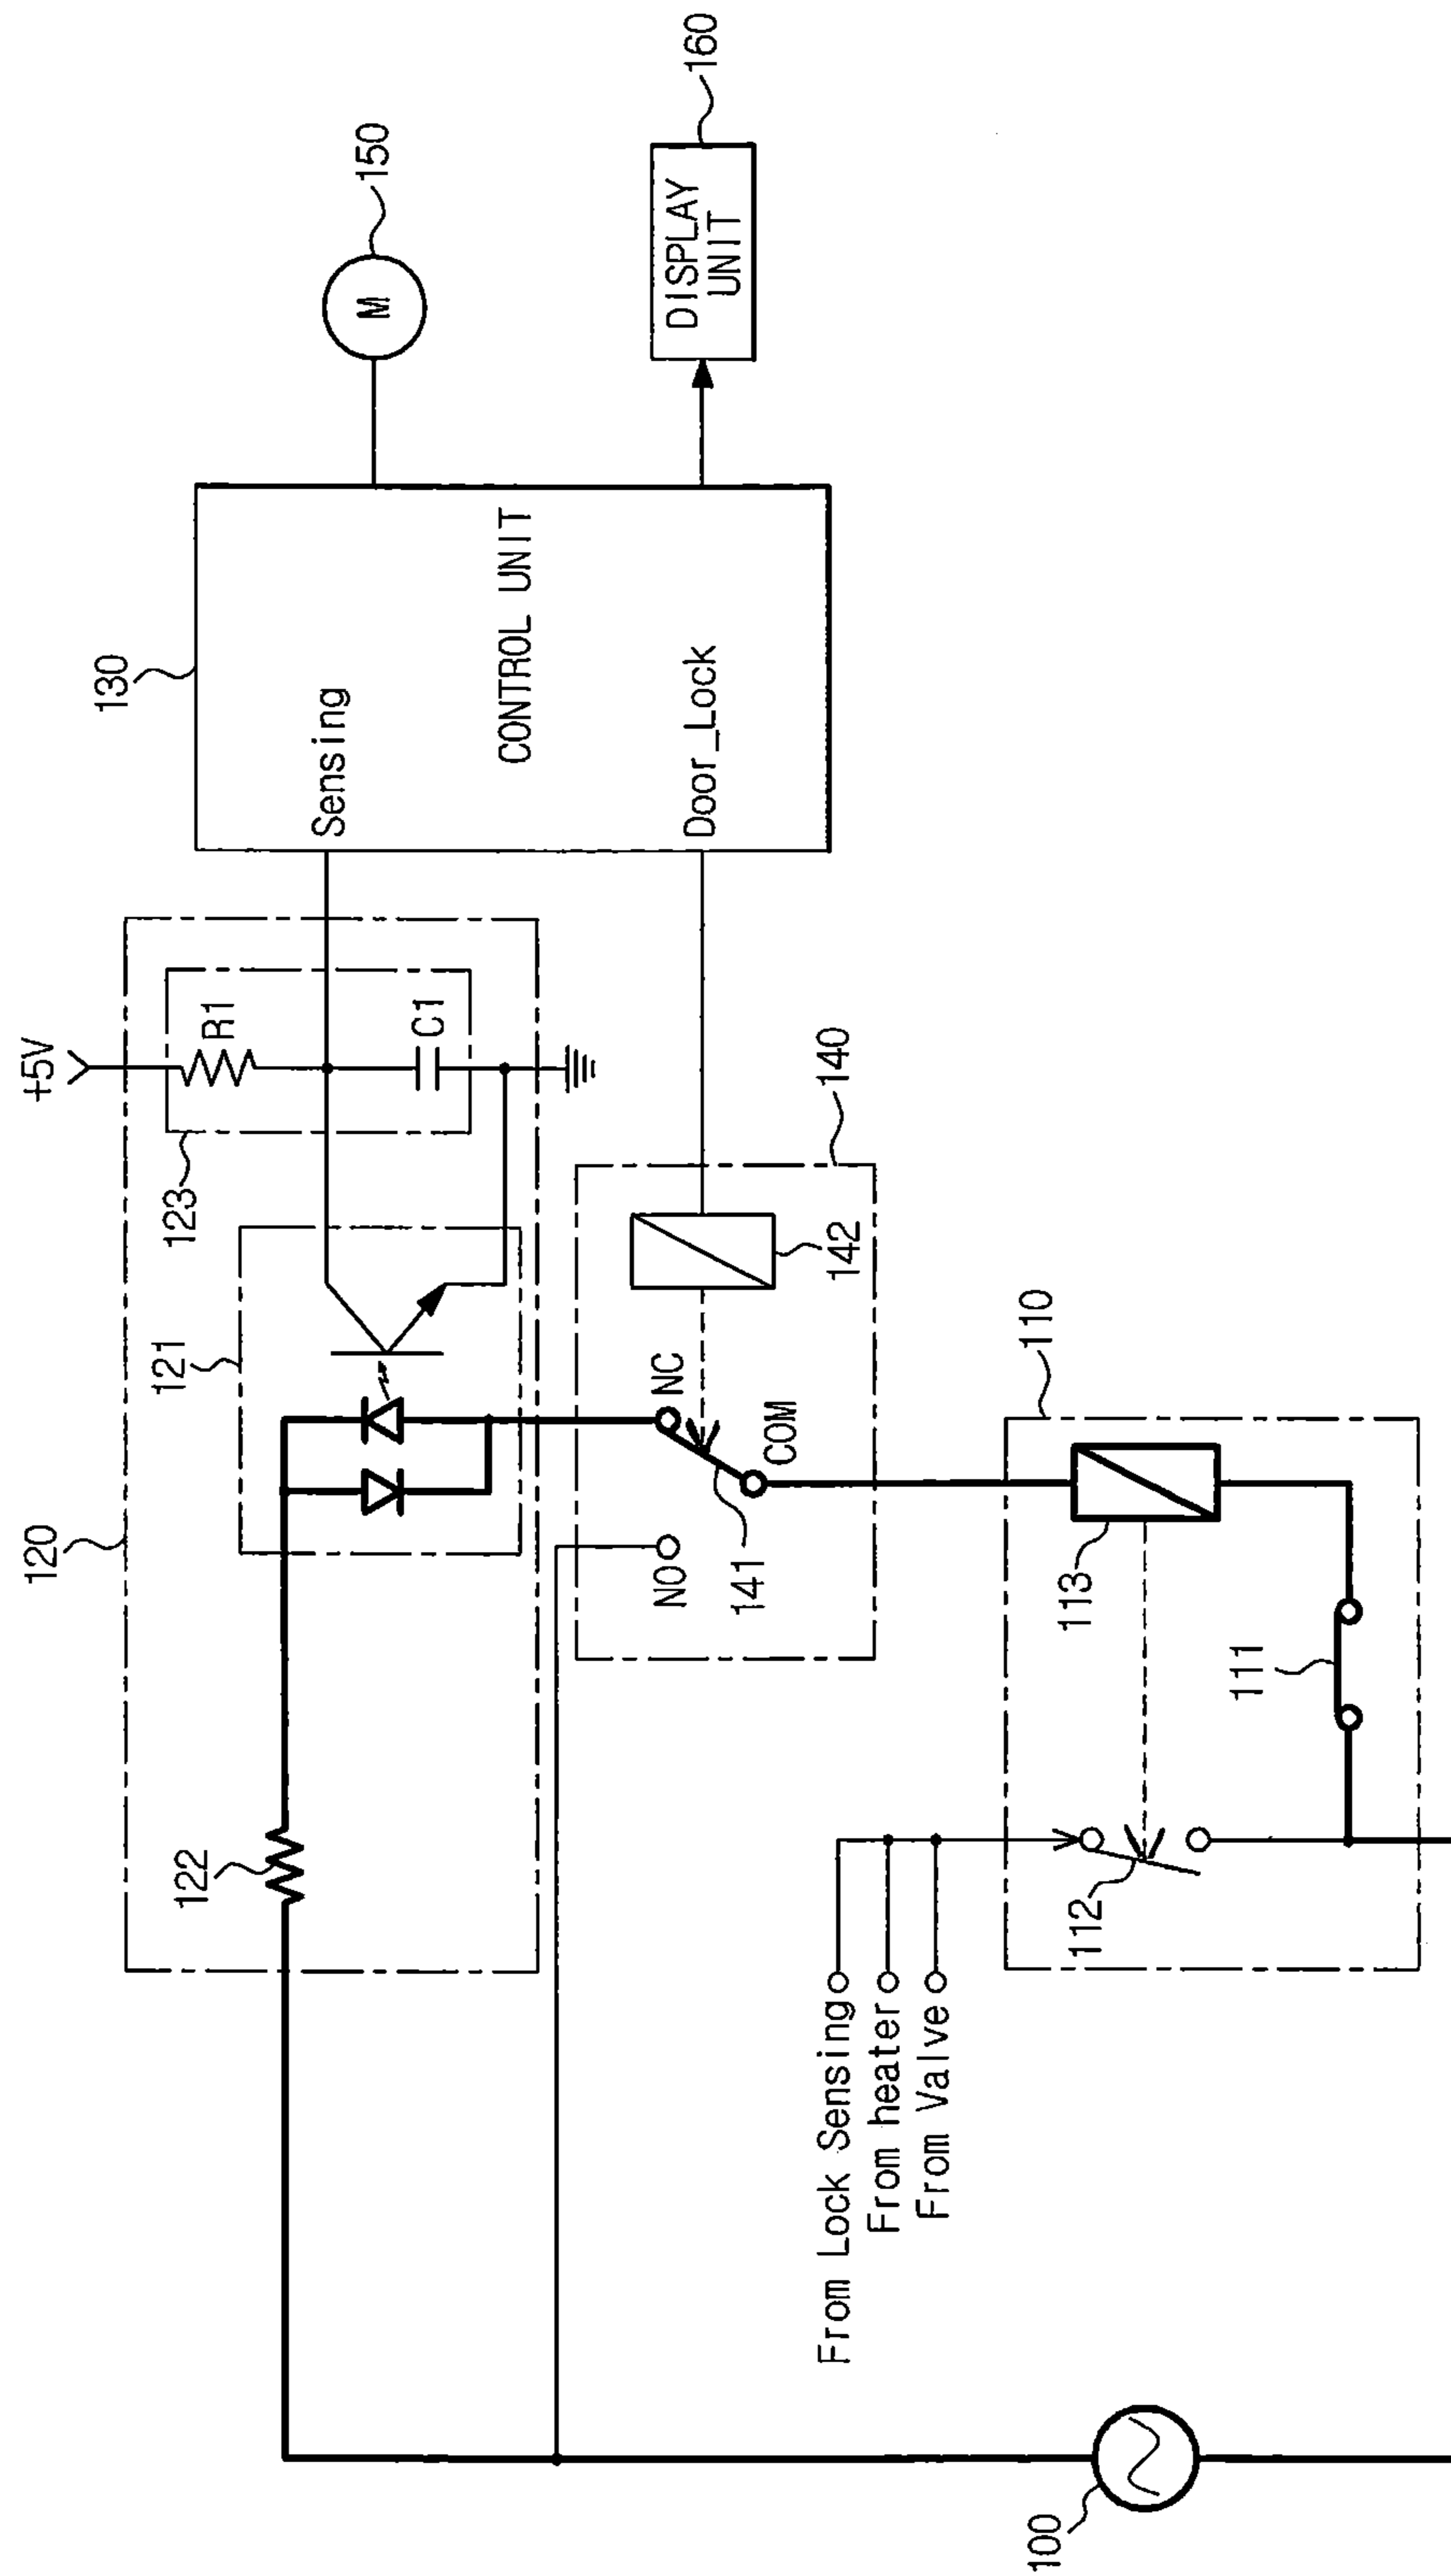 +5V
120
123
R1
130
C1
Sensing
121
122
CONTROL UNIT
M
150
NC
NO
COM
141
142
140
Door_Lock
DISPLAY
UNIT
160
From Lock Sensing
From heater
From Valve
100
110
113
112
111